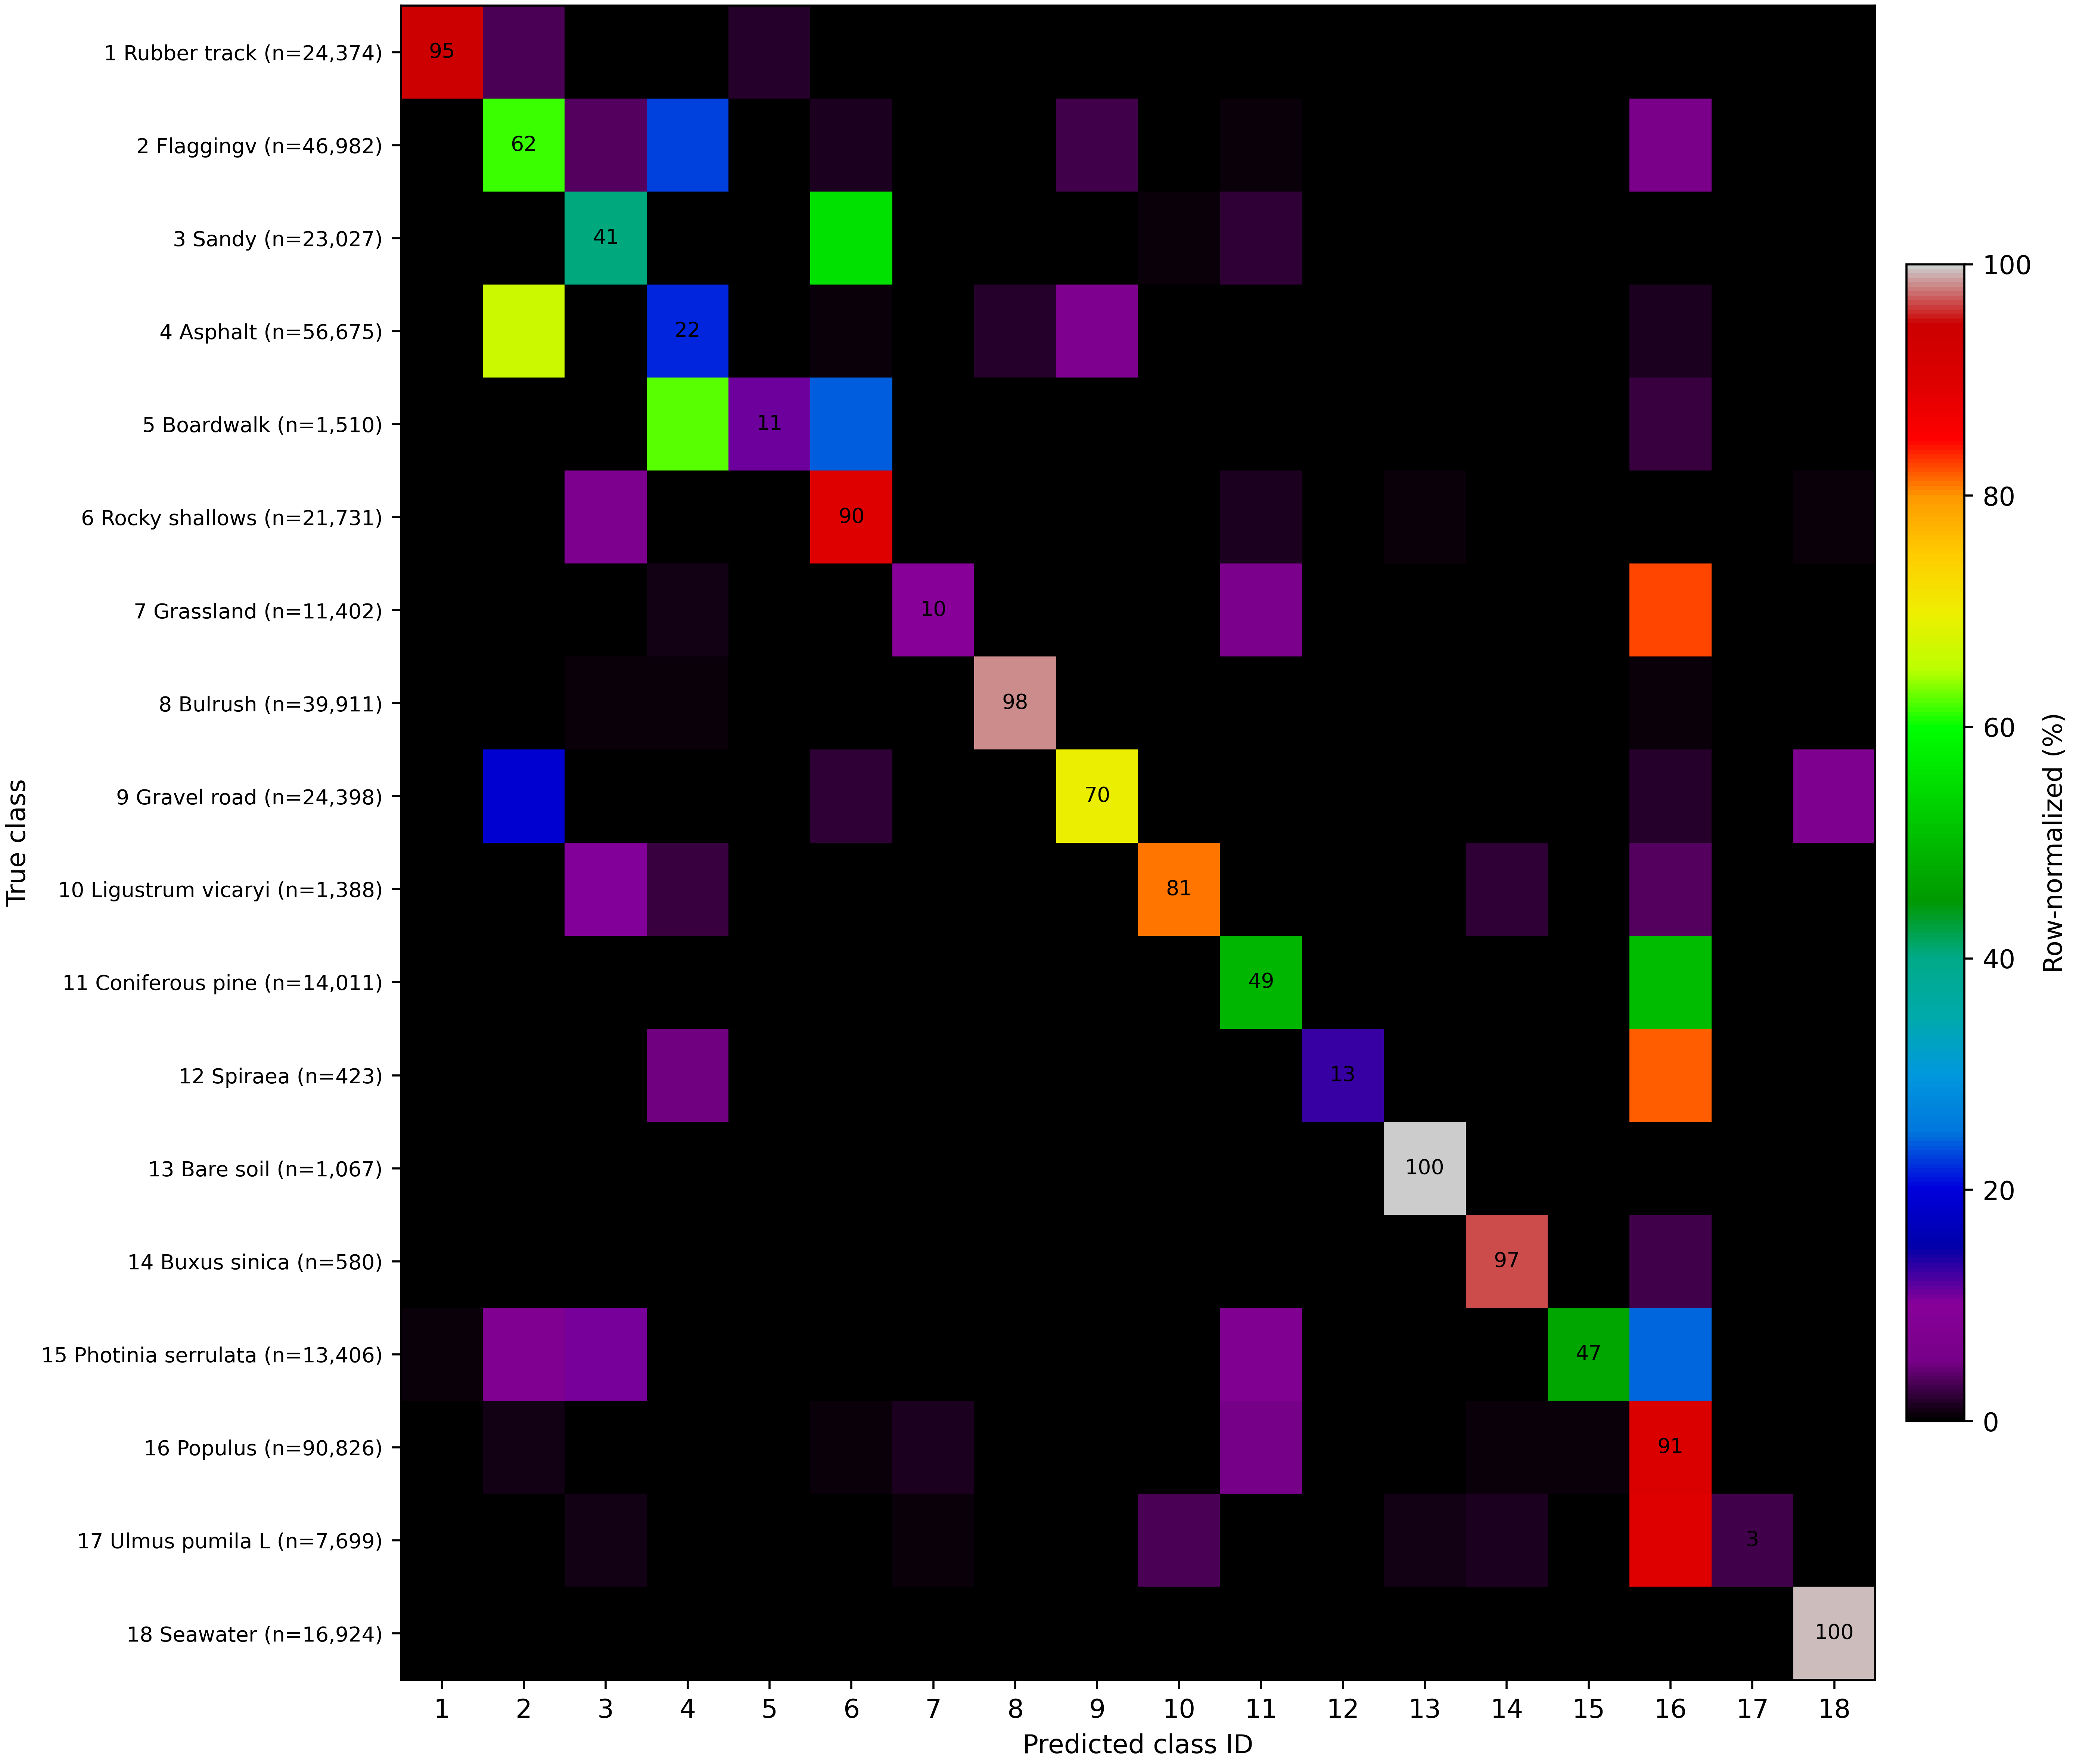 1 Rubber track (n=24,374)
95
2 Flaggingv (n=46,982)
62
3 Sandy (n=23,027)
41
4 Asphalt (n=56,675)
22
5 Boardwalk (n=1,510)
11
6 Rocky shallows (n=21,731)
90
7 Grassland (n=11,402)
10
8 Bulrush (n=39,911)
98
9 Gravel road (n=24,398)
70
10 Ligustrum vicaryi (n=1,388)
81
11 Coniferous pine (n=14,011)
49
12 Spiraea (n=423)
13
13 Bare soil (n=1,067)
100
14 Buxus sinica (n=580)
97
15 Photinia serrulata (n=13,406)
47
16 Populus (n=90,826)
91
17 Ulmus pumila L (n=7,699)
3
18 Seawater (n=16,924)
100
True class
1 2 3 4 5 6 7 8 9 10 11 12 13 14 15 16 17 18
Predicted class ID
100
80
60
40
20
0
Row-normalized (%)